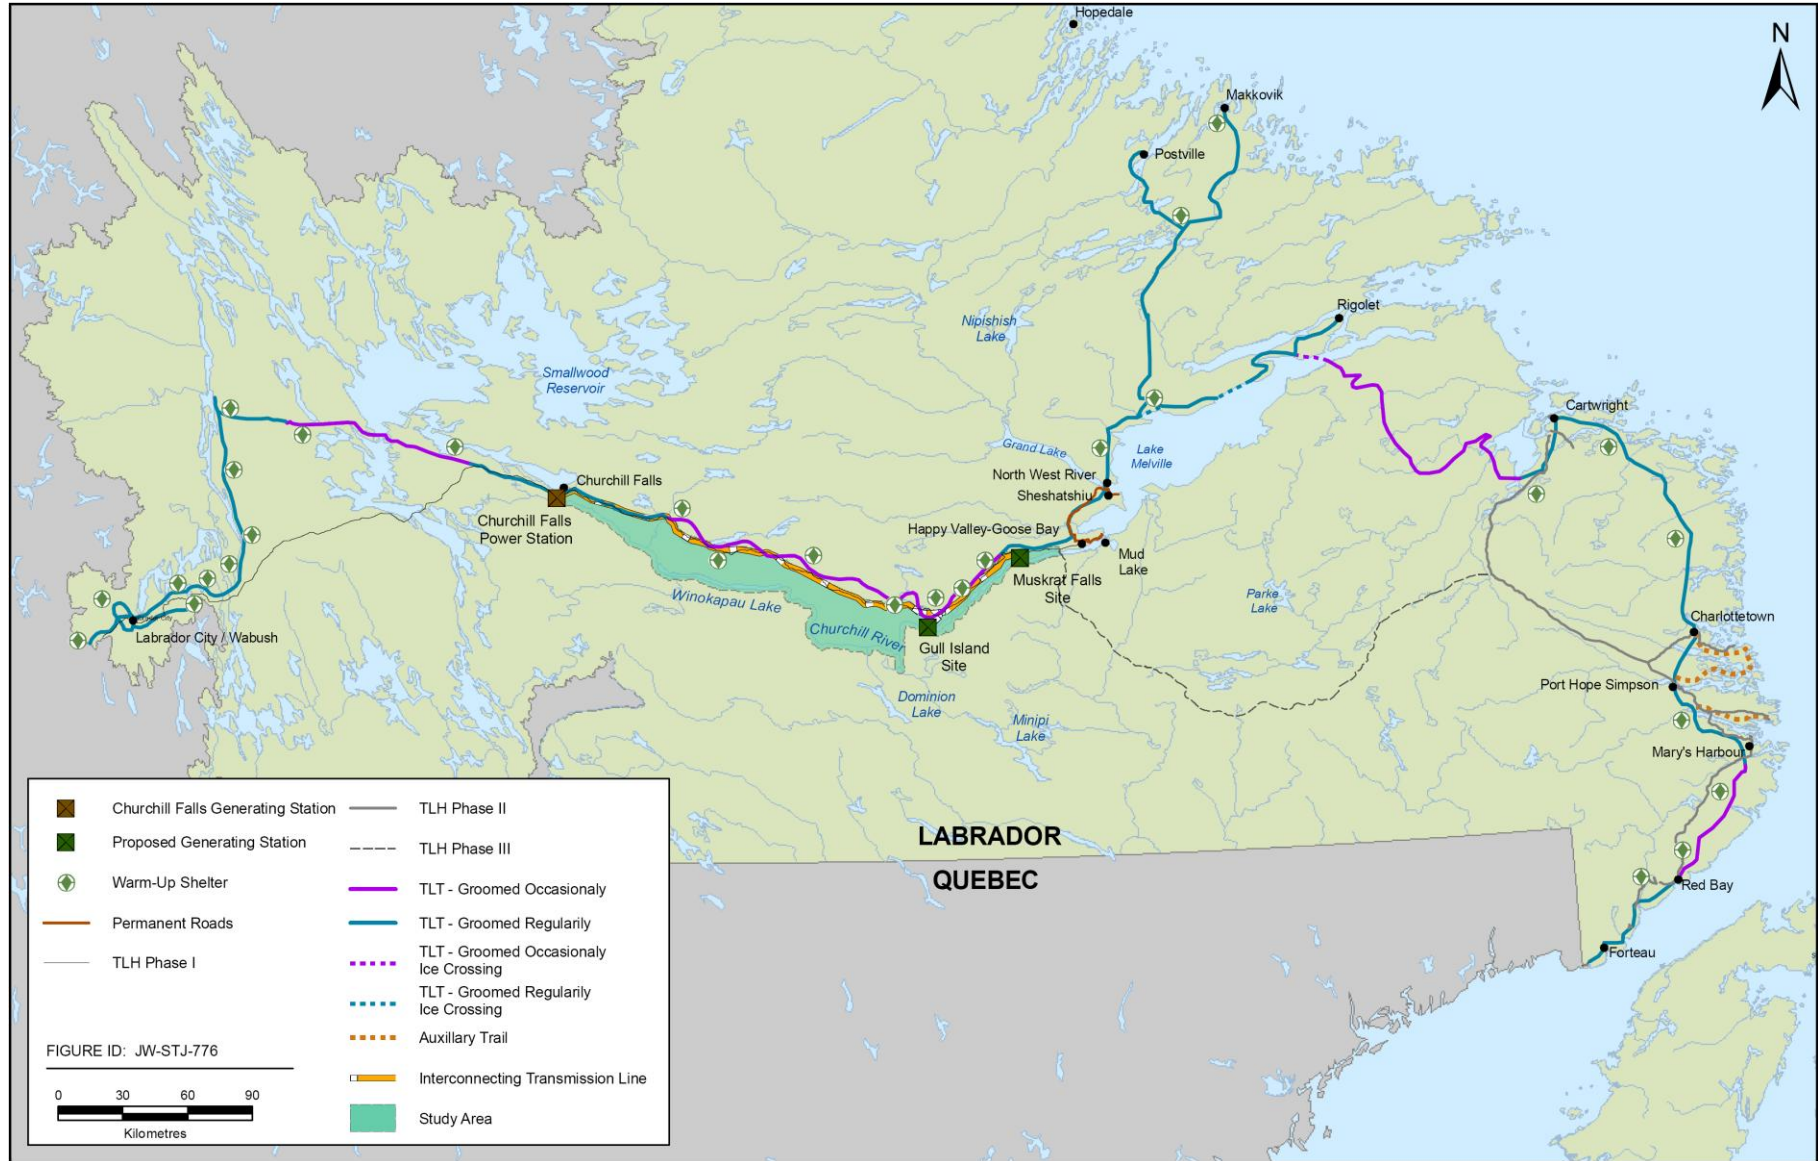 Hopedale
N
Makkovik
Postville
Rigolet
Nipishish
Lake
Smallwood
Reservoir
Cartwright
Grand Lake
Lake
Melville
North West River
Sheshatshiu
Churchill Falls
Churchill Falls
Power Station
Happy Valley-Goose Bay
Mud
Lake
Muskrat Falls
Site
Winokapau Lake
Parke
Lake
Churchill River
Gull Island
Site
Labrador City / Wabush
Charlottetown
Port Hope Simpson
Dominion
Lake
Minipi
Lake
Mary's Harbour
LABRADOR
QUEBEC
Red Bay
Forteau
Churchill Falls Generating Station
Proposed Generating Station
Warm-Up Shelter
Permanent Roads
TLH Phase I
TLH Phase II
TLH Phase III
TLT - Groomed Occasionaly
TLT - Groomed Regularily
TLT - Groomed Occasionaly
Ice Crossing
TLT - Groomed Regularily
Ice Crossing
Auxillary Trail
Interconnecting Transmission Line
Study Area
FIGURE ID: JW-STJ-776
0 30 60 90
Kilometres